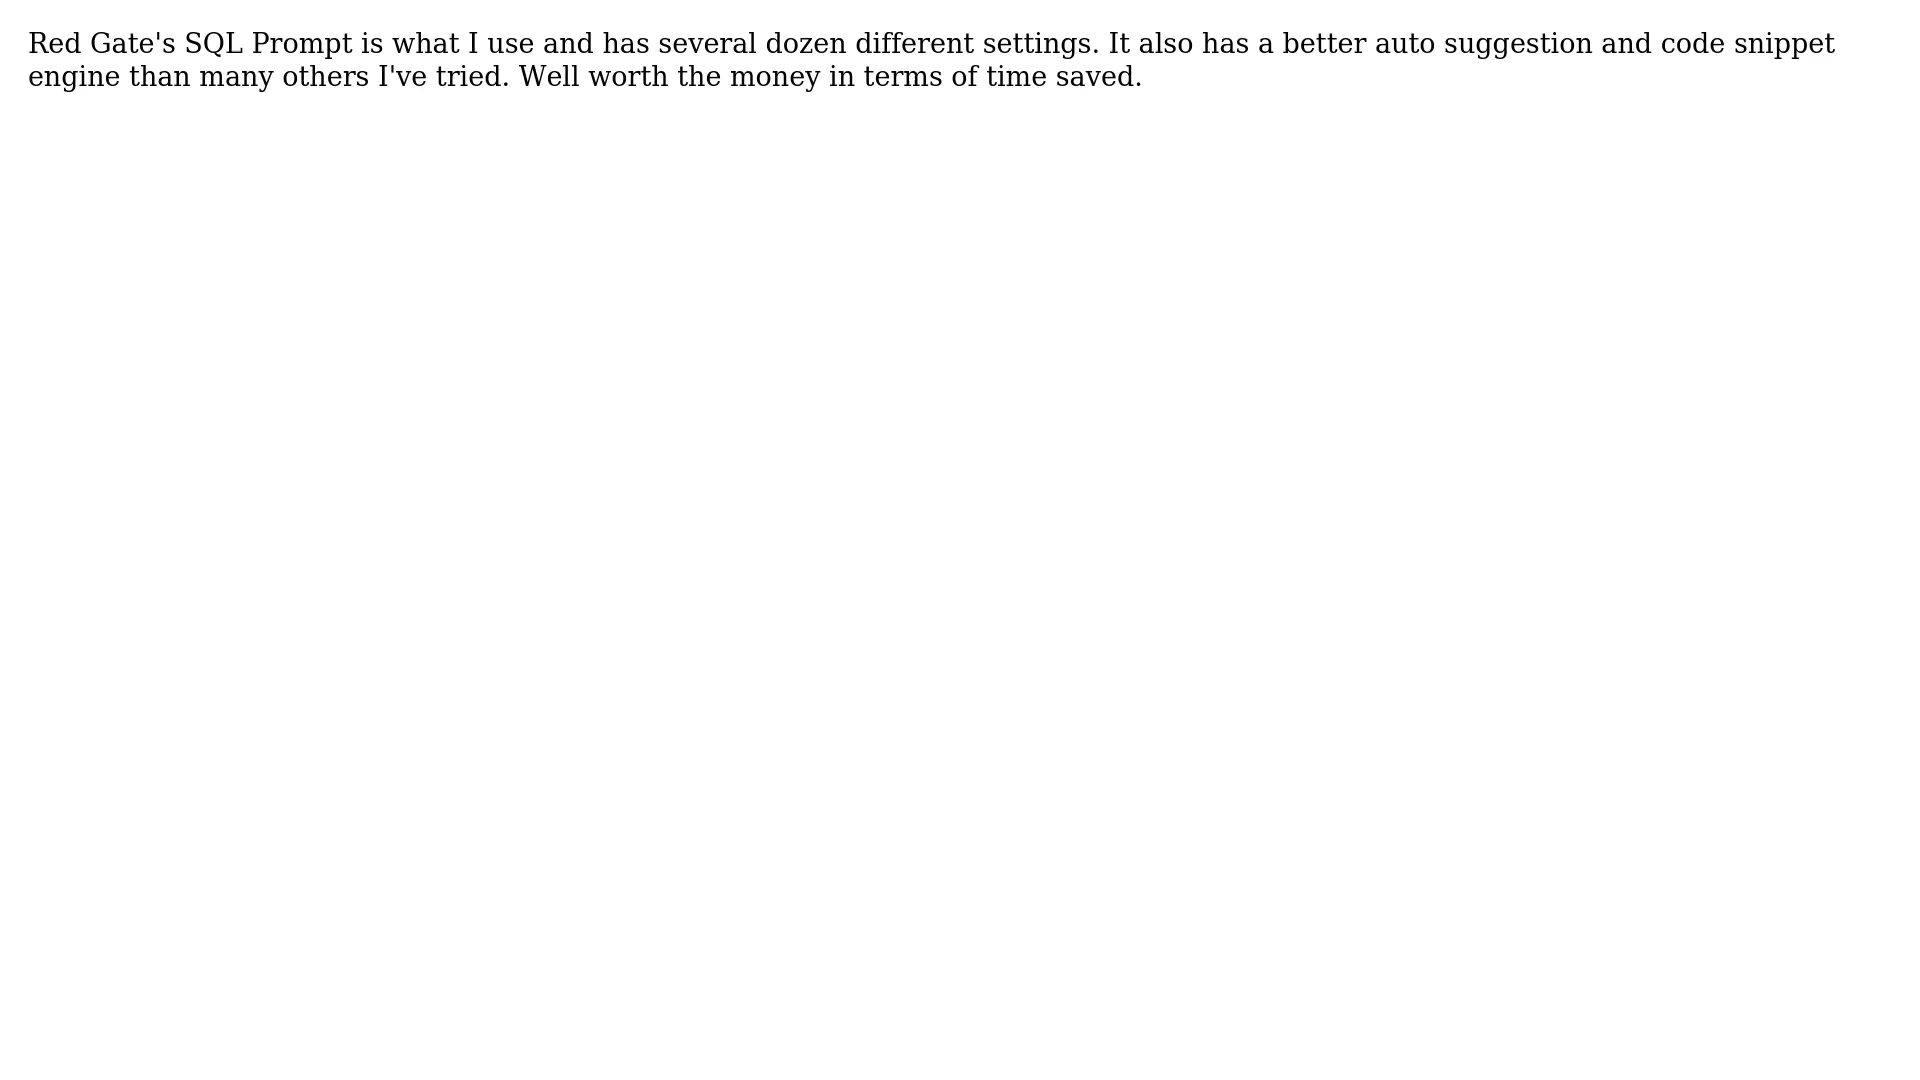 Red Gate's SQL Prompt is what I use and has several dozen different settings. It also has a better auto suggestion and code snippet
engine than many others I've tried. Well worth the money in terms of time saved.